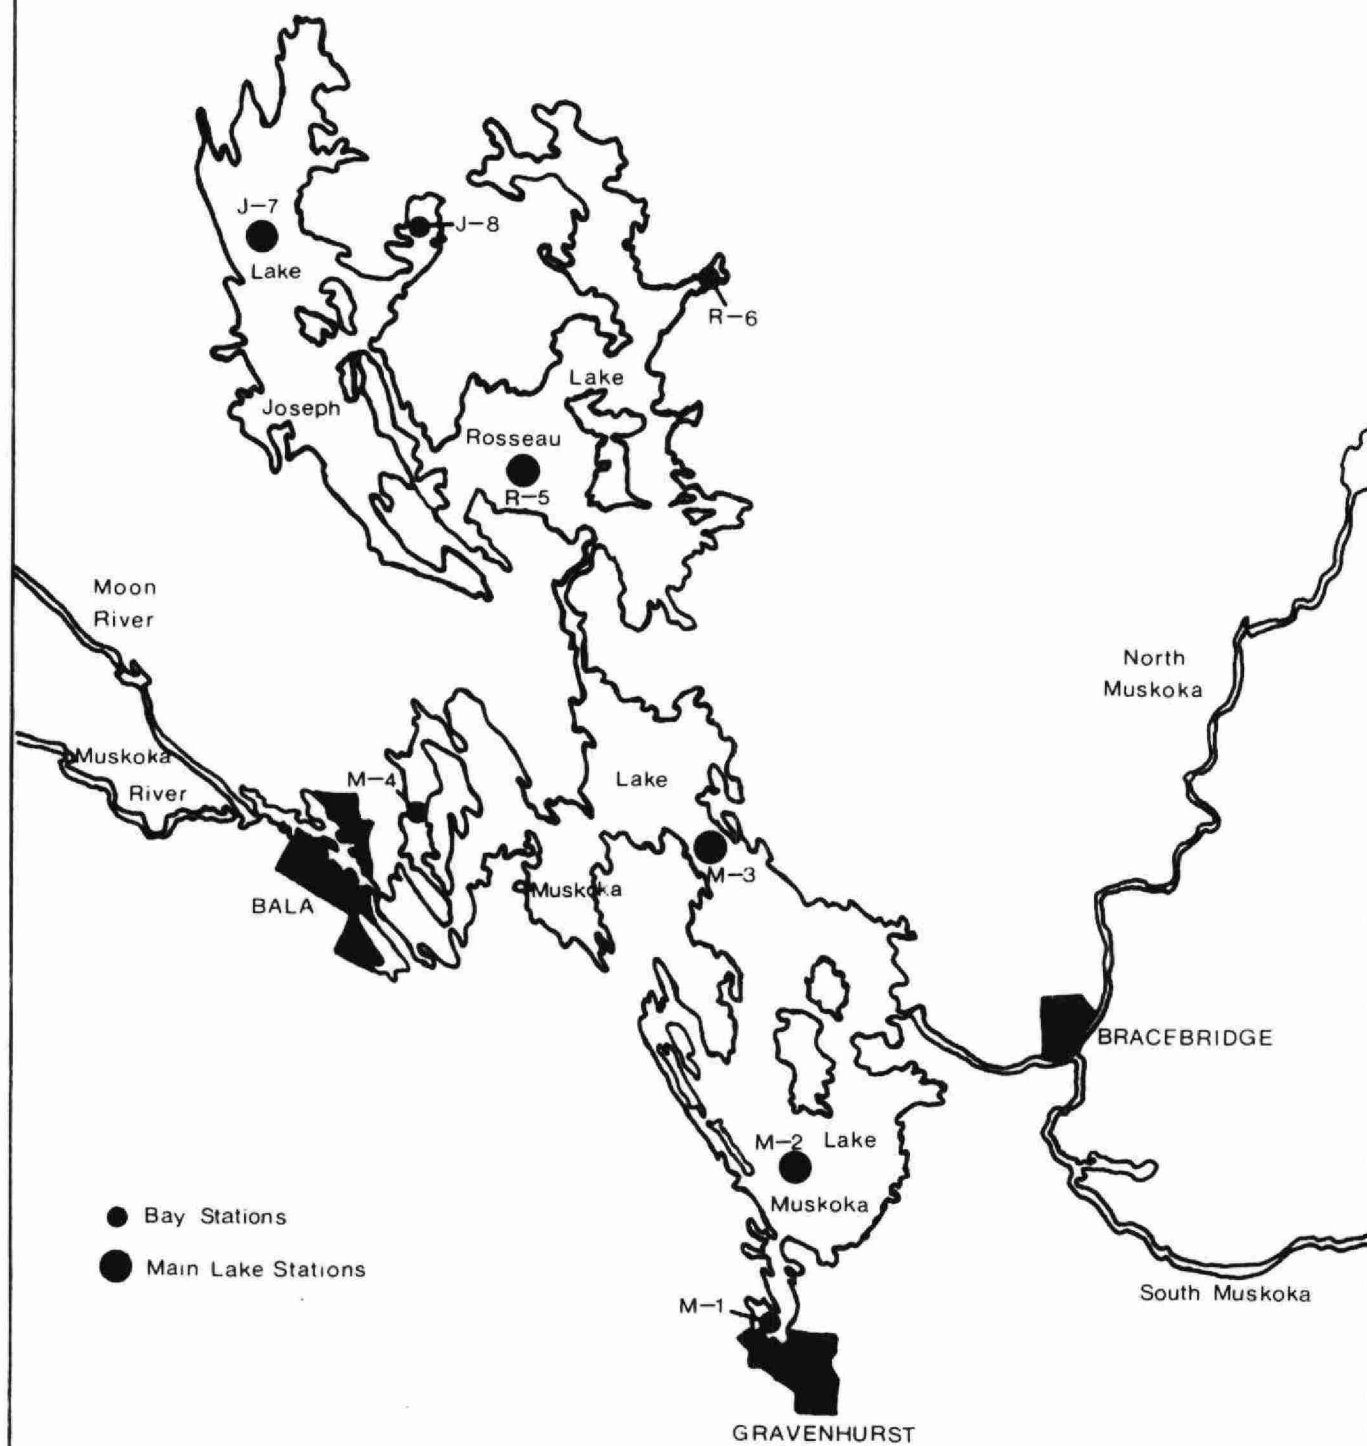 J-7
J-8
Lake
R-6
Lake
Joseph
Rosseau
R-5
Moon
River
North
Muskoka
Muskoka
River
M-4
Lake
M-3
Muskoka
BALA
BRACEBRIDGE
M-2 Lake
Muskoka
Bay Stations
Main Lake Stations
South Muskoka
M-1
GRAVENHURST